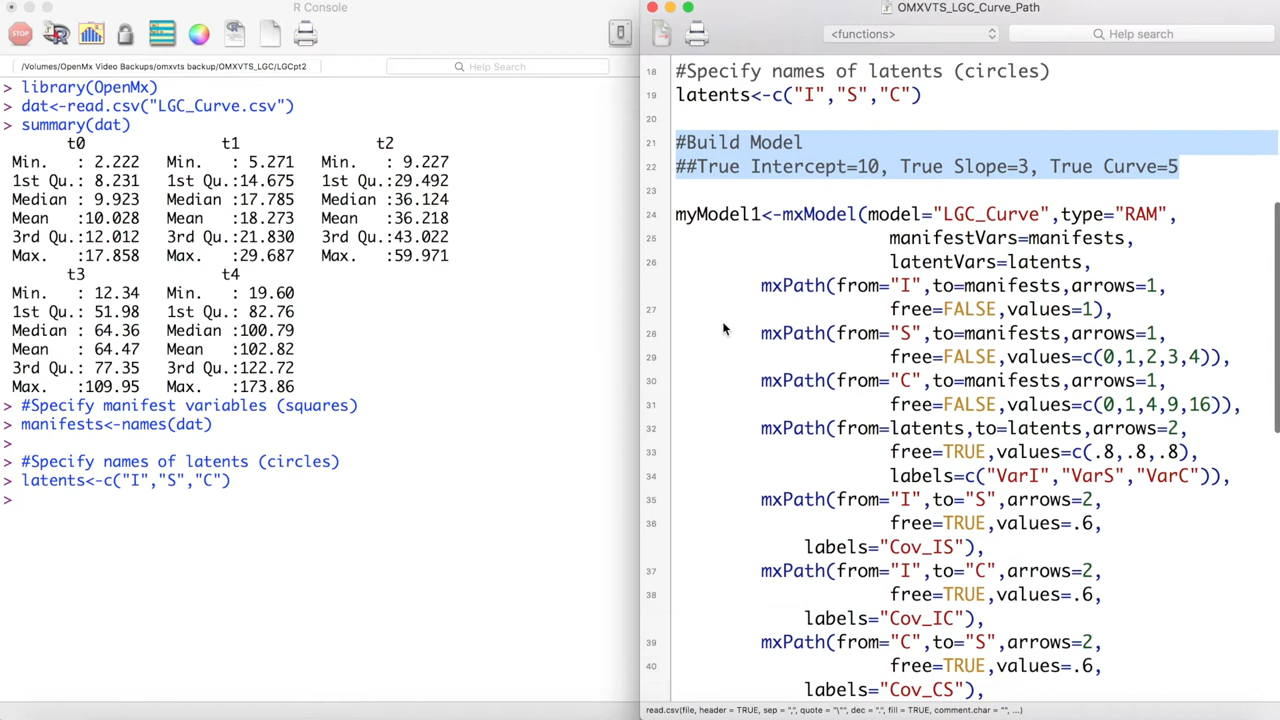 R Console
STOP
/Volumes/OpenMx Video Backups/omxvts backup/OMXVTS_LGC/LGCpt2
Help Search
> library(OpenMx)
> dat<-read.csv("LGC_Curve.csv")
> summary(dat)
t0 t1 t2
Min. : 2.222 Min. : 5.271 Min. : 9.227
1st Qu.: 8.231 1st Qu.:14.675 1st Qu.:29.492
Median : 9.923 Median :17.785 Median :36.124
Mean :10.028 Mean :18.273 Mean :36.218
3rd Qu.:12.012 3rd Qu.:21.830 3rd Qu.:43.022
Max. :17.858 Max. :29.687 Max. :59.971
t3 t4
Min. : 12.34 Min. : 19.60
1st Qu.: 51.98 1st Qu.: 82.76
Median : 64.36 Median :100.79
Mean : 64.47 Mean :102.82
3rd Qu.: 77.35 3rd Qu.:122.72
Max. :109.95 Max. :173.86
> #Specify manifest variables (squares)
> manifests<-names(dat)
>
> #Specify names of latents (circles)
> latents<-c("I","S","C")
>
OMXVTS_LGC_Curve_Path
<functions>
Help search
18 #Specify names of latents (circles)
19 latents<-c("I","S","C")
20
21 #Build Model
22 ##True Intercept=10, True Slope=3, True Curve=5
23
24 myModel1<-mxModel(model="LGC_Curve",type="RAM",
25 manifestVars=manifests,
26 latentVars=latents,
mxPath(from="I",to=manifests,arrows=1,
27 free=FALSE,values=1),
28 mxPath(from="S",to=manifests,arrows=1,
29 free=FALSE,values=c(0,1,2,3,4)),
30 mxPath(from="C",to=manifests,arrows=1,
31 free=FALSE,values=c(0,1,4,9,16)),
32 mxPath(from=latents,to=latents,arrows=2,
33 free=TRUE,values=c(.8,.8,.8),
34 labels=c("VarI","VarS","VarC")),
35 mxPath(from="I",to="S",arrows=2,
36 free=TRUE,values=.6,
labels="Cov_IS"),
37 mxPath(from="I",to="C",arrows=2,
38 free=TRUE,values=.6,
labels="Cov_IC"),
39 mxPath(from="C",to="S",arrows=2,
40 free=TRUE,values=.6,
labels="Cov_CS"),
read.csv(file, header = TRUE, sep = ",", quote = "\"", dec = ".", fill = TRUE, comment.char = "", ...)